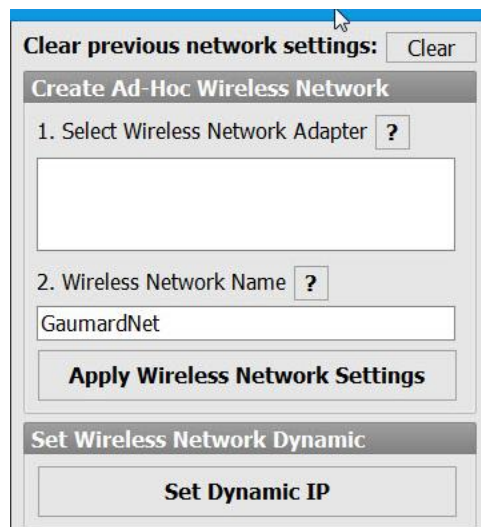 Clear previous network settings: Clear
Create Ad-Hoc Wireless Network
1. Select Wireless Network Adapter ?
2. Wireless Network Name ?
GaumardNet
Apply Wireless Network Settings
Set Wireless Network Dynamic
Set Dynamic IP